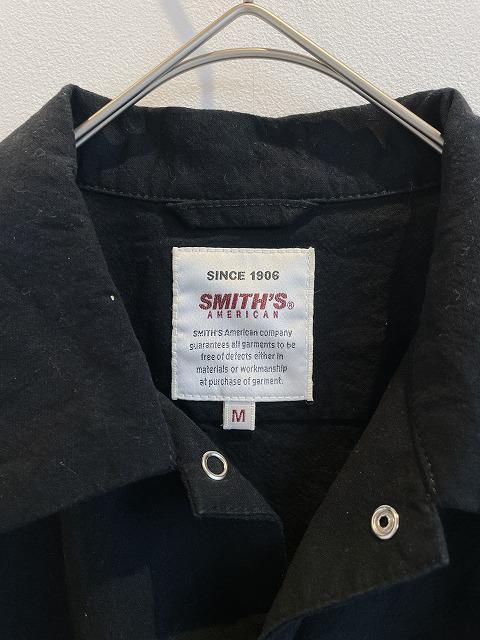 SINCE 1906
SMITH'S®
AMERICAN
SMITH'S American company
guarantees all garments to be
free of defects either in
materials or workmanship
at purchase of garment.
M